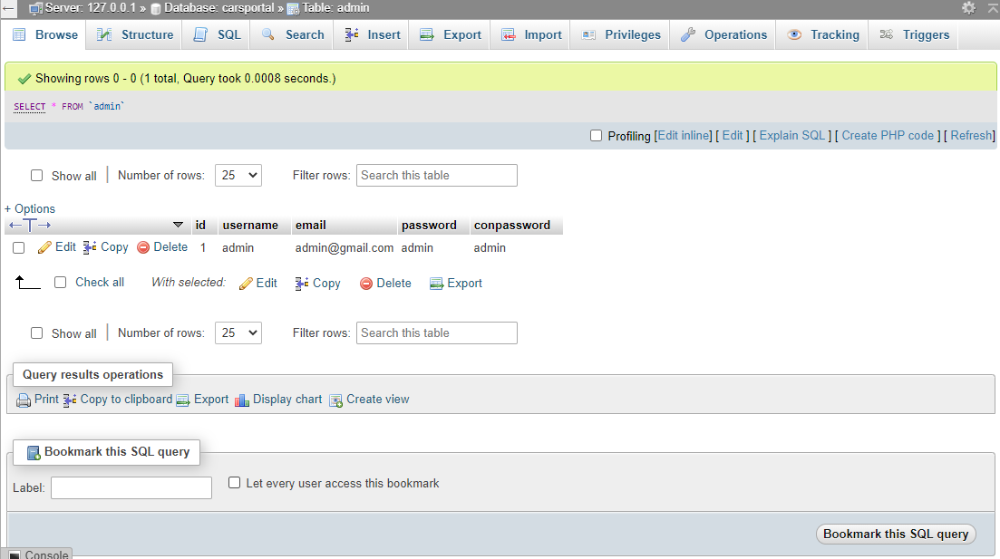 Server: 127.0.0.1 » Database: carsportal » Table: admin
Browse Structure SQL Search Insert Export Import Privileges Operations Tracking Triggers
Showing rows 0 - 0 (1 total, Query took 0.0008 seconds.)
SELECT * FROM `admin`
Profiling [Edit inline] [ Edit ] [ Explain SQL ] [ Create PHP code ] [ Refresh]
Show all | Number of rows: 25 Filter rows: Search this table
+ Options
←T→ id username email password conpassword
Edit Copy Delete 1 admin admin@gmail.com admin admin
Check all With selected: Edit Copy Delete Export
Show all | Number of rows: 25 Filter rows: Search this table
Query results operations
Print Copy to clipboard Export Display chart Create view
Bookmark this SQL query
Label: Let every user access this bookmark
Bookmark this SQL query
Console